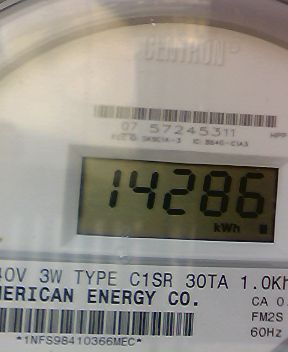 CENTRON®
07 57245311
14286
kWh
40V 3W TYPE C1SR 30TA 1.0Kh
MERICAN ENERGY CO.
CA 0.
FM2S
60Hz
*1NFS98410366MEC*